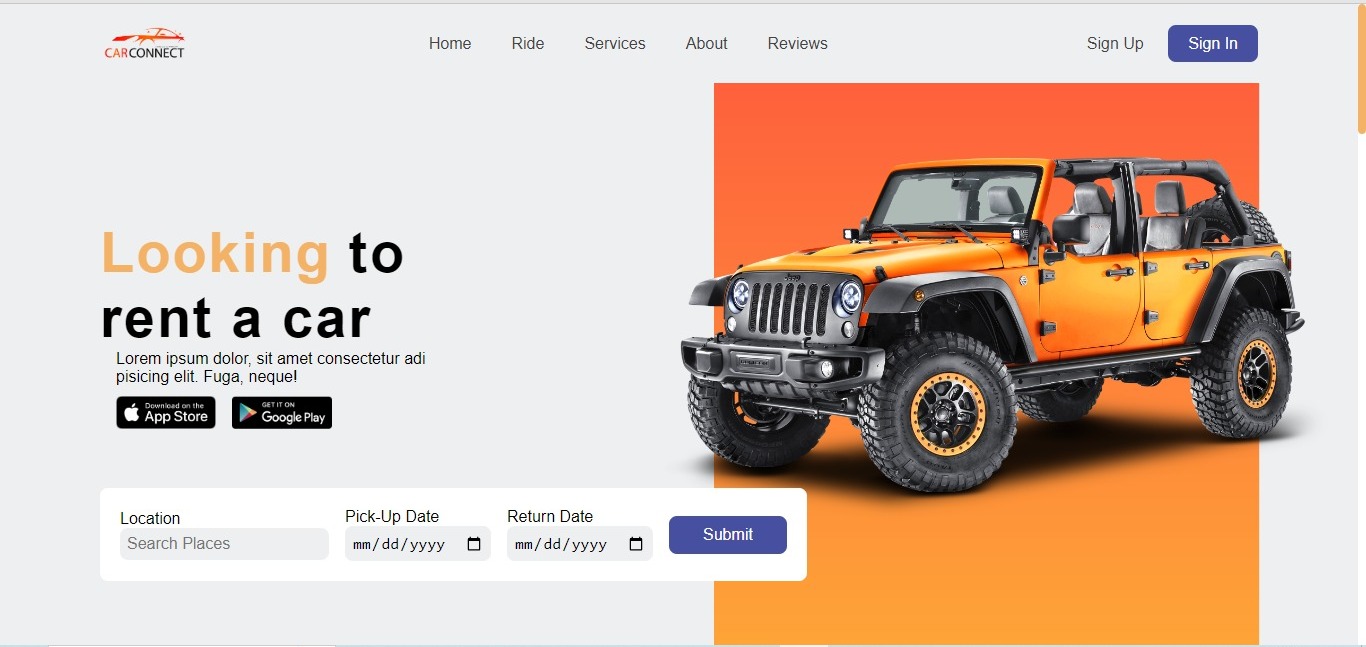 CARCONNECT
Home Ride Services About Reviews
Sign Up Sign In
Looking to
rent a car
Lorem ipsum dolor, sit amet consectetur adi
pisicing elit. Fuga, neque!
Download on the
App Store
GET IT ON
Google Play
Jeep
Location Pick-Up Date Return Date
Search Places mm/dd/yyyy mm/dd/yyyy
Submit